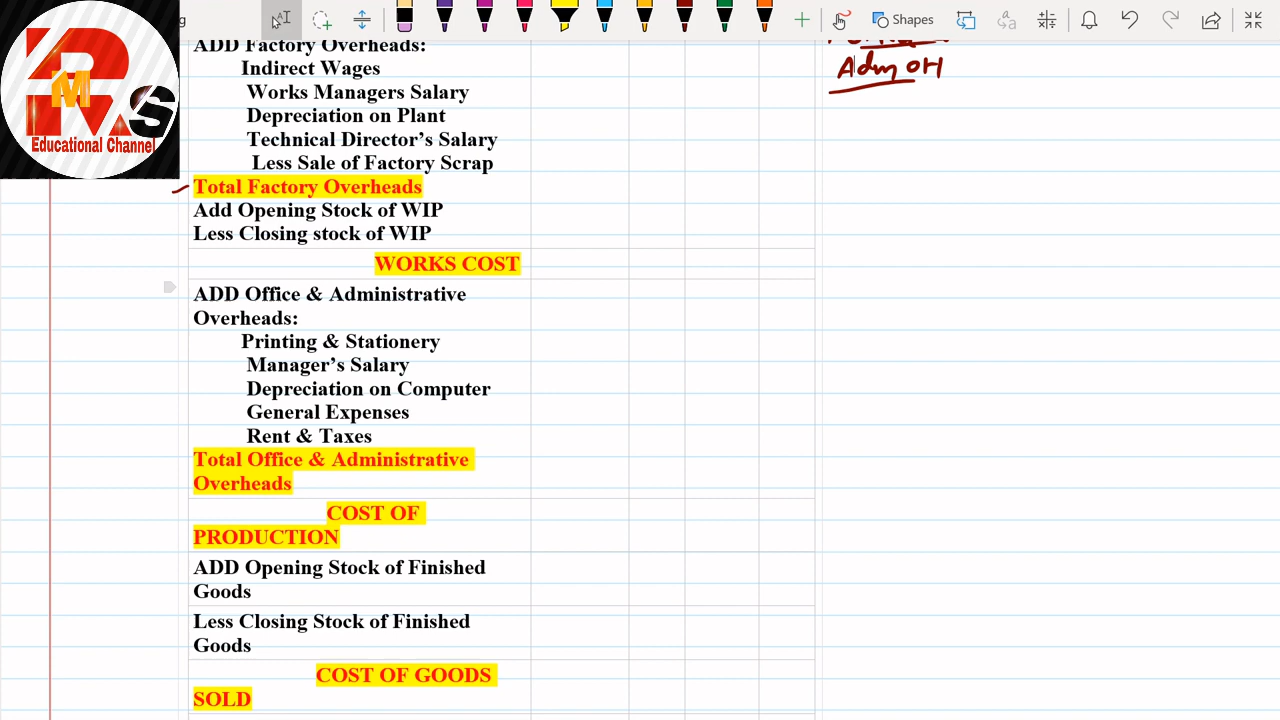 g
Shapes
RMS
Educational Channel
ADD Factory Overheads:
Indirect Wages
Works Managers Salary
Depreciation on Plant
Technical Director’s Salary
Less Sale of Factory Scrap
Total Factory Overheads
Add Opening Stock of WIP
Less Closing stock of WIP
WORKS COST
ADD Office & Administrative
Overheads:
Printing & Stationery
Manager’s Salary
Depreciation on Computer
General Expenses
Rent & Taxes
Total Office & Administrative
Overheads
COST OF
PRODUCTION
ADD Opening Stock of Finished
Goods
Less Closing Stock of Finished
Goods
COST OF GOODS
SOLD
Adm OH